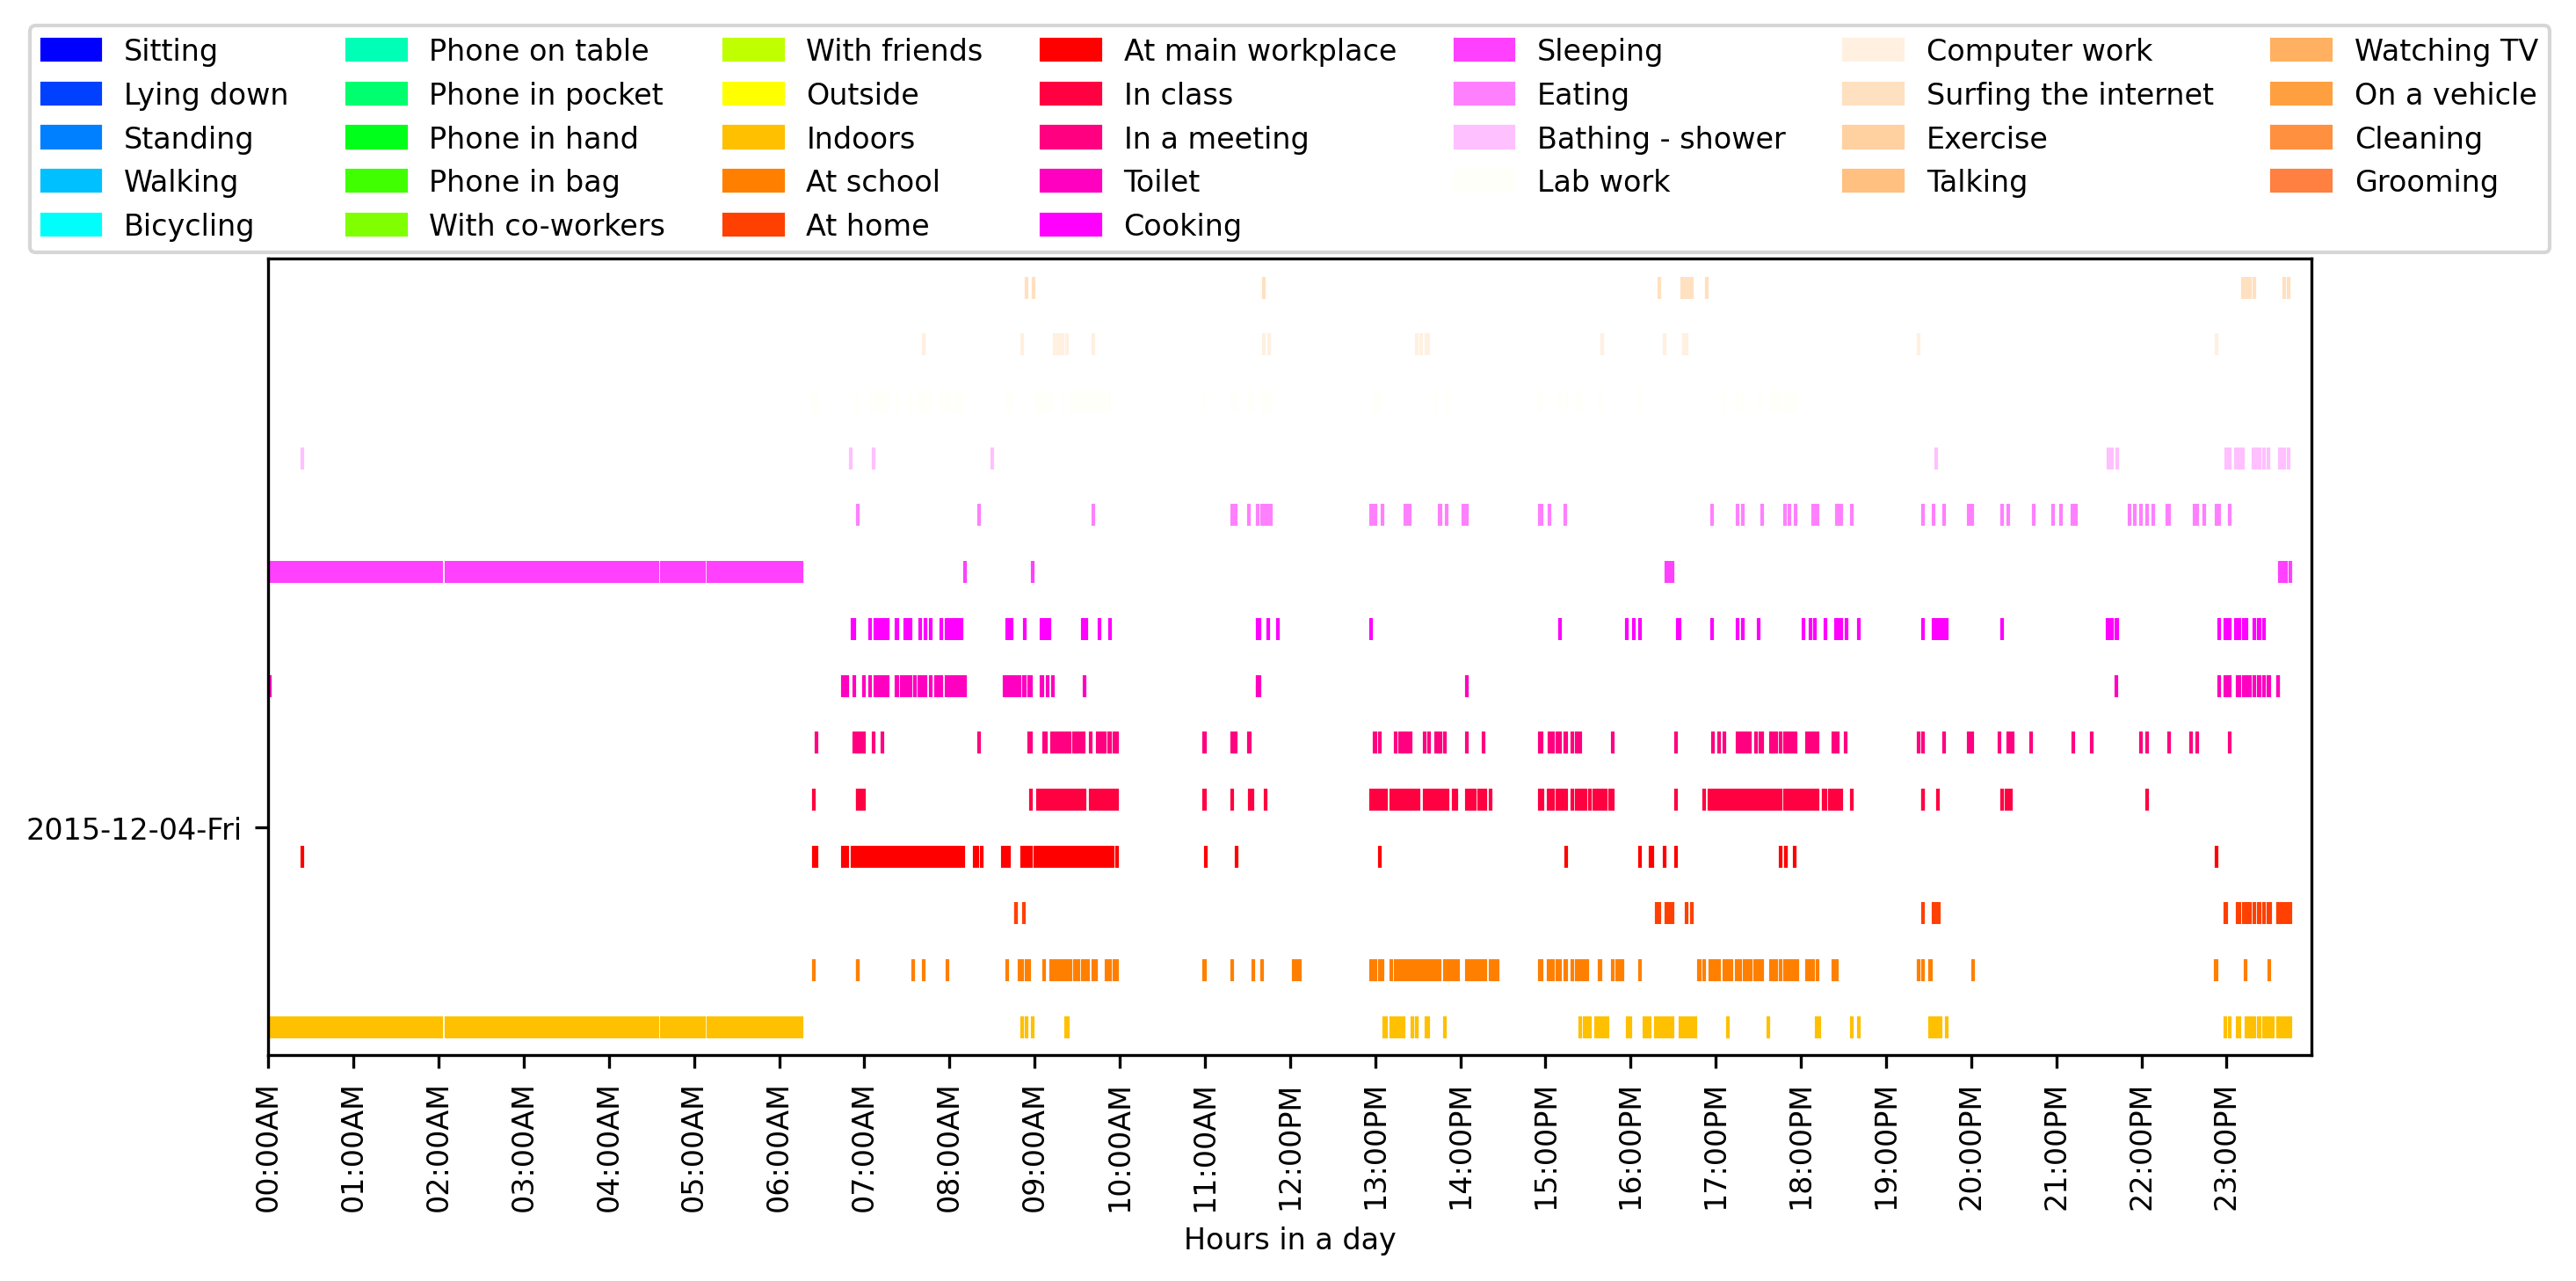 Sitting
Lying down
Standing
Walking
Bicycling
Phone on table
Phone in pocket
Phone in hand
Phone in bag
With co-workers
With friends
Outside
Indoors
At school
At home
At main workplace
In class
In a meeting
Toilet
Cooking
Sleeping
Eating
Bathing - shower
Lab work
Computer work
Surfing the internet
Exercise
Talking
Watching TV
On a vehicle
Cleaning
Grooming
2015-12-04-Fri
00:00AM
01:00AM
02:00AM
03:00AM
04:00AM
05:00AM
06:00AM
07:00AM
08:00AM
09:00AM
10:00AM
11:00AM
12:00PM
13:00PM
14:00PM
15:00PM
16:00PM
17:00PM
18:00PM
19:00PM
20:00PM
21:00PM
22:00PM
23:00PM
Hours in a day